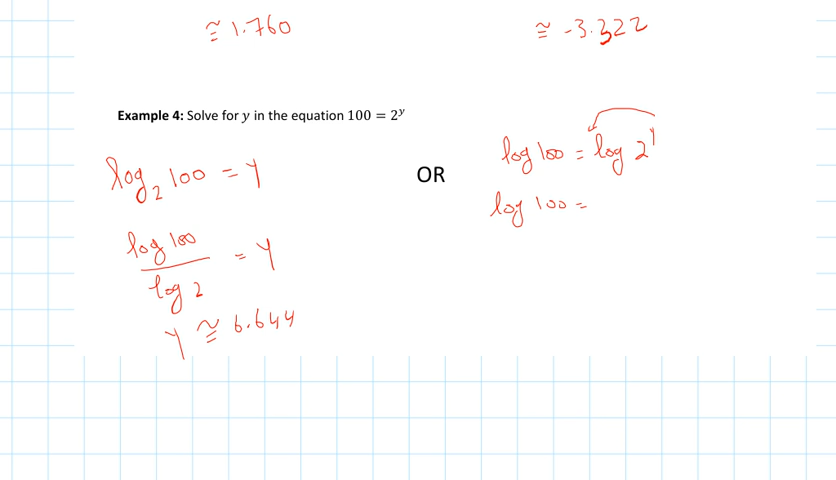 ≅ 1.760
≅ -3.322
Example 4: Solve for y in the equation 100 = 2^y
log₂ 100 = y
log 100 / log 2 = y
y ≅ 6.644
OR
log 100 = log 2^y
log 100 =